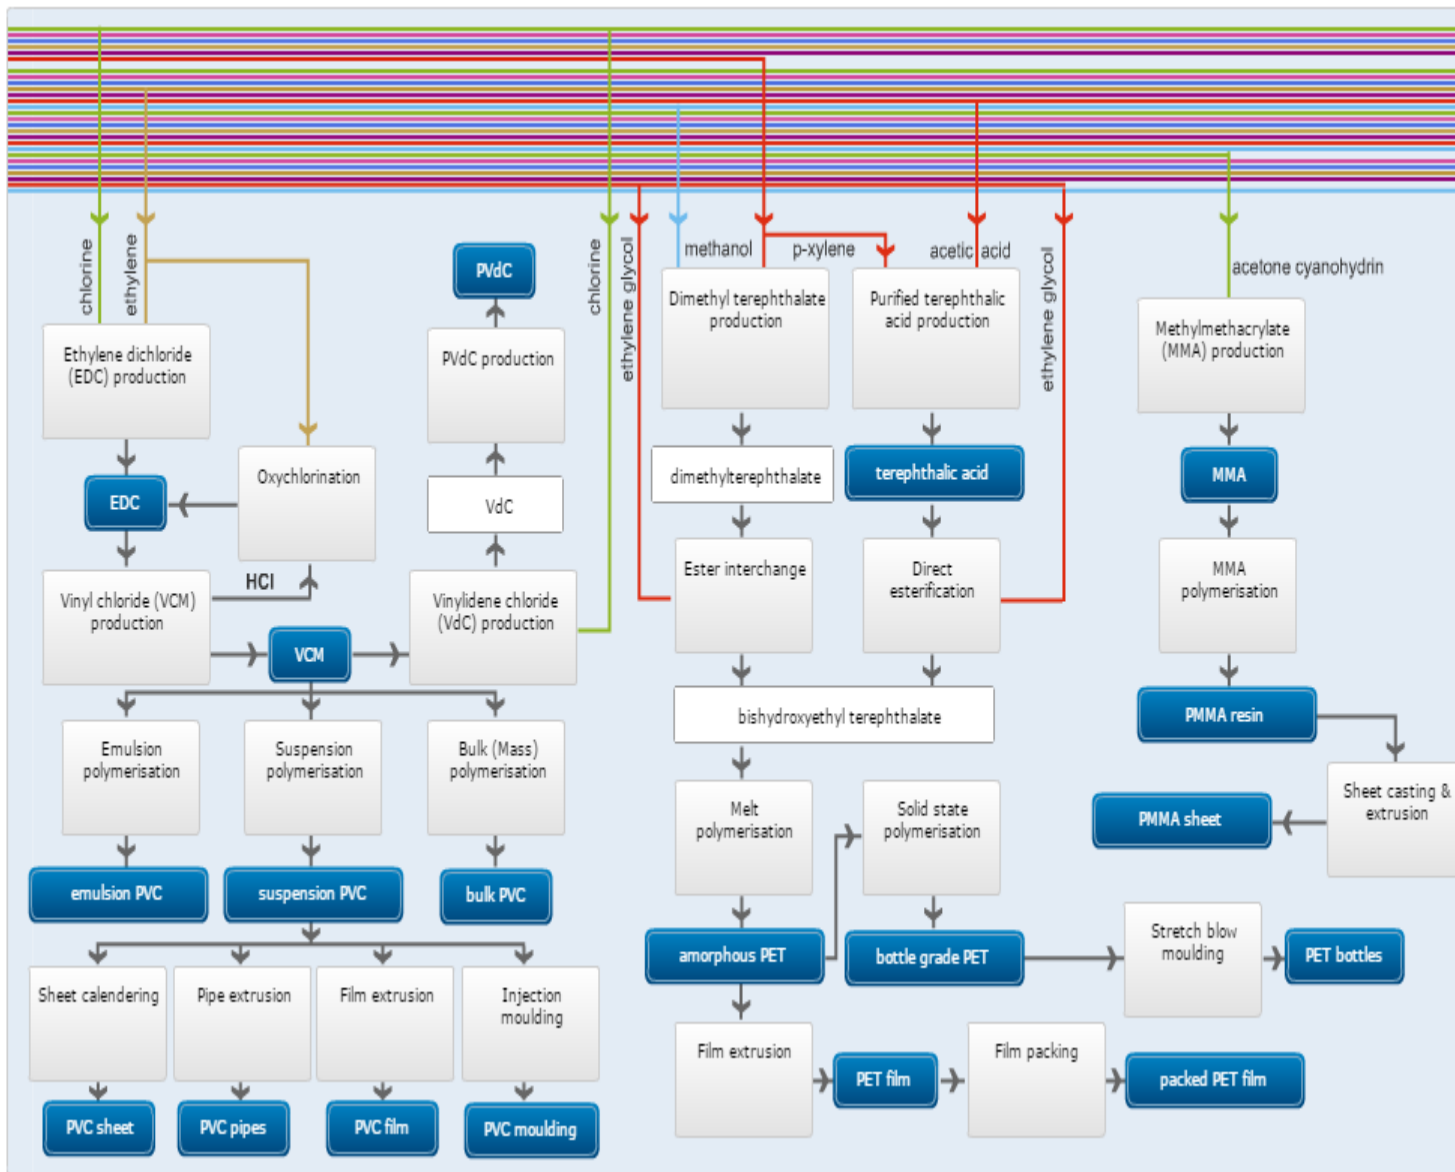 chlorine
ethylene
chlorine
ethylene glycol
methanol
p-xylene
acetic acid
ethylene glycol
acetone cyanohydrin
PVdC
Ethylene dichloride
(EDC) production
PVdC production
Dimethyl terephthalate
production
Purified terephthalic
acid production
Methylmethacrylate
(MMA) production
EDC
Oxychlorination
VdC
dimethylterephthalate
terephthalic acid
MMA
HCl
Vinyl chloride (VCM)
production
VCM
Vinylidene chloride
(VdC) production
Ester interchange
Direct
esterification
MMA
polymerisation
bishydroxyethyl terephthalate
PMMA resin
Emulsion
polymerisation
Suspension
polymerisation
Bulk (Mass)
polymerisation
Melt
polymerisation
Solid state
polymerisation
PMMA sheet
Sheet casting &
extrusion
emulsion PVC
suspension PVC
bulk PVC
amorphous PET
bottle grade PET
Stretch blow
moulding
PET bottles
Sheet calendering
Pipe extrusion
Film extrusion
Injection
moulding
Film extrusion
PET film
Film packing
packed PET film
PVC sheet
PVC pipes
PVC film
PVC moulding